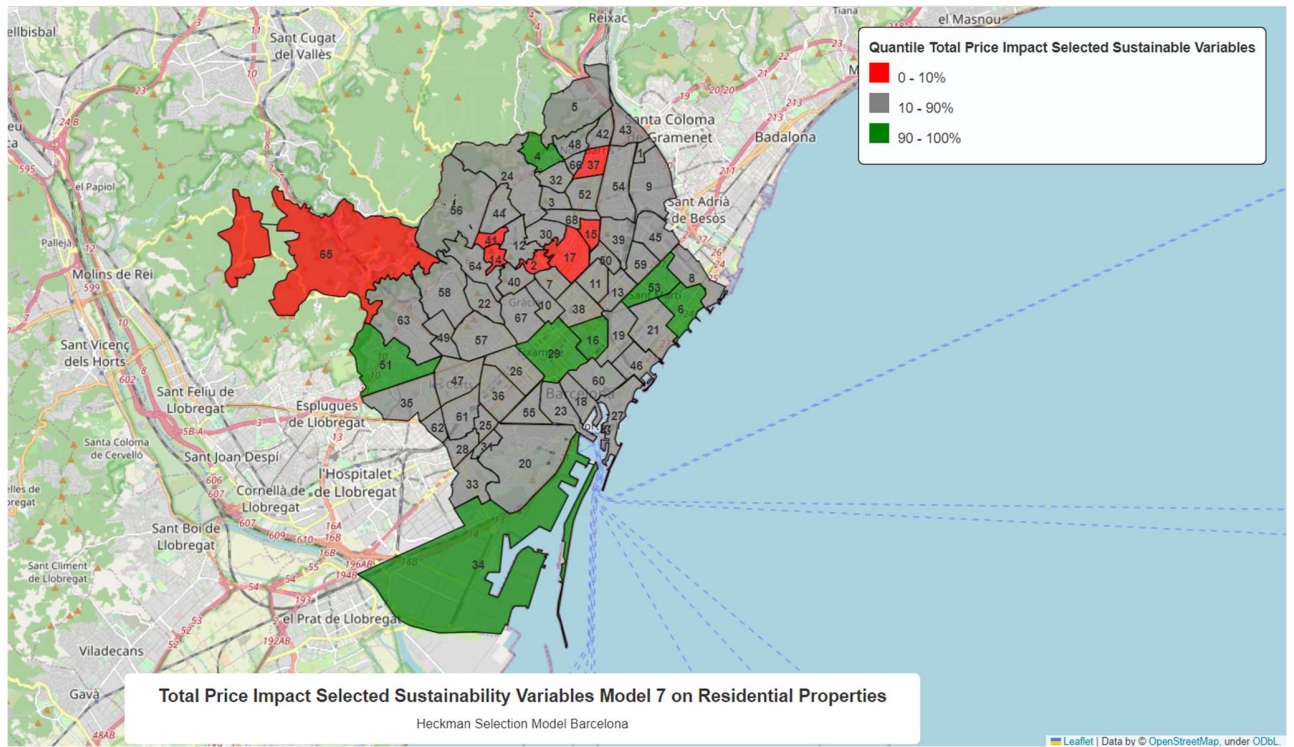 Reixac
Tiana
el Masnou
ellbisbal
Sant Cugat
del Vallès
Quantile Total Price Impact Selected Sustainable Variables
0 - 10%
10 - 90%
90 - 100%
anta Coloma
Gramenet
Badalona
el Papiol
Sant Adrià
de Besòs
Pallejà
Molins de Rei
Sant Vicenç
dels Horts
Sant Feliu de
Llobregat
Esplugues
de Llobregat
Santa Coloma
de Cervelló
Sant Joan Despí
l'Hospitalet
de Llobregat
Cornellà de
Llobregat
Sant Boi de
Llobregat
Sant Climent
de Llobregat
el Prat de Llobregat
Viladecans
Gavà
Barcelona
5
42
43
48
4
66
37
1
24
32
54
9
3
52
56
44
68
41
12
30
15
39
45
65
14
2
17
50
59
64
40
7
11
53
8
58
22
10
13
6
63
67
38
49
57
16
19
21
51
29
26
46
47
60
35
36
18
61
55
23
27
62
25
28
31
20
33
34
Total Price Impact Selected Sustainability Variables Model 7 on Residential Properties
Heckman Selection Model Barcelona
Leaflet | Data by © OpenStreetMap, under ODbL.